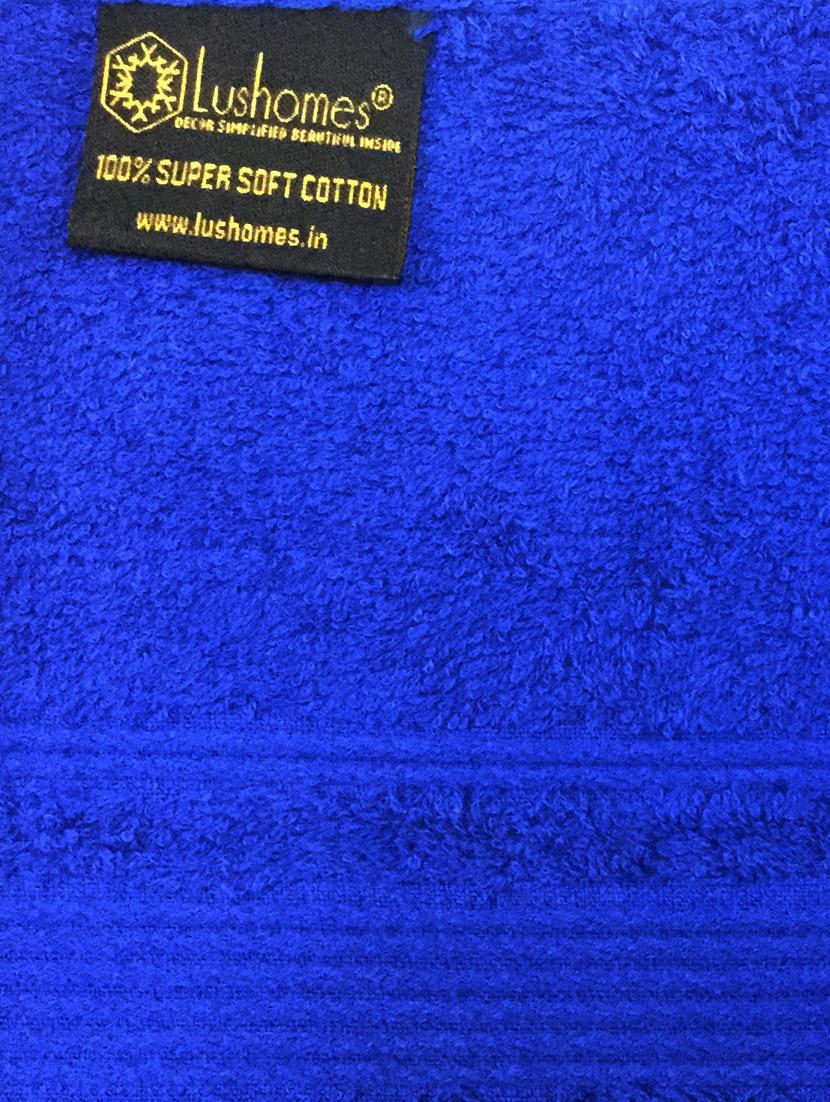 Lushomes®
DECOR SIMPLIFIED BEAUTIFUL INSIDE
100% SUPER SOFT COTTON
www.lushomes.in